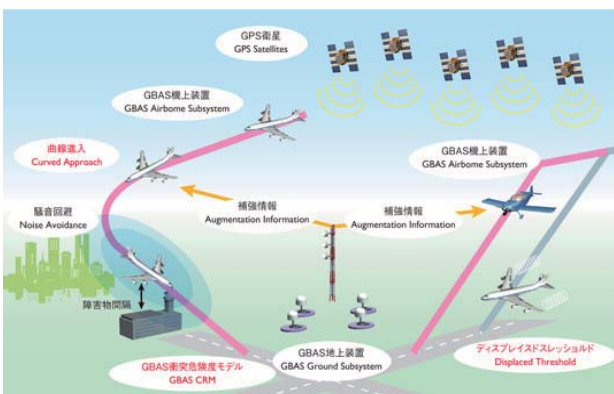 GPS衛星
GPS Satellites
GBAS機上装置
GBAS Airbome Subsystem
曲線進入
Curved Approach
GBAS機上装置
GBAS Airbome Subsystem
騒音回避
Noise Avoidance
補強情報
Augmentation Information
補強情報
Augmentation Information
障害物間隔
GBAS衝突危険度モデル
GBAS CRM
GBAS地上装置
GBAS Ground Subsystem
ディスプレイスドスレッショルド
Displaced Threshold